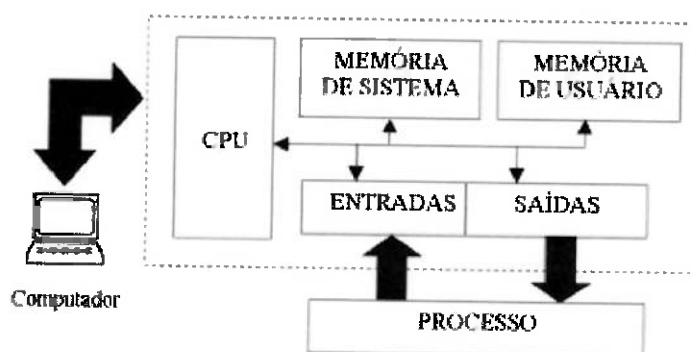 MEMÓRIA
DE SISTEMA
MEMÓRIA
DE USUÁRIO
CPU
ENTRADAS
SAÍDAS
Computador
PROCESSO